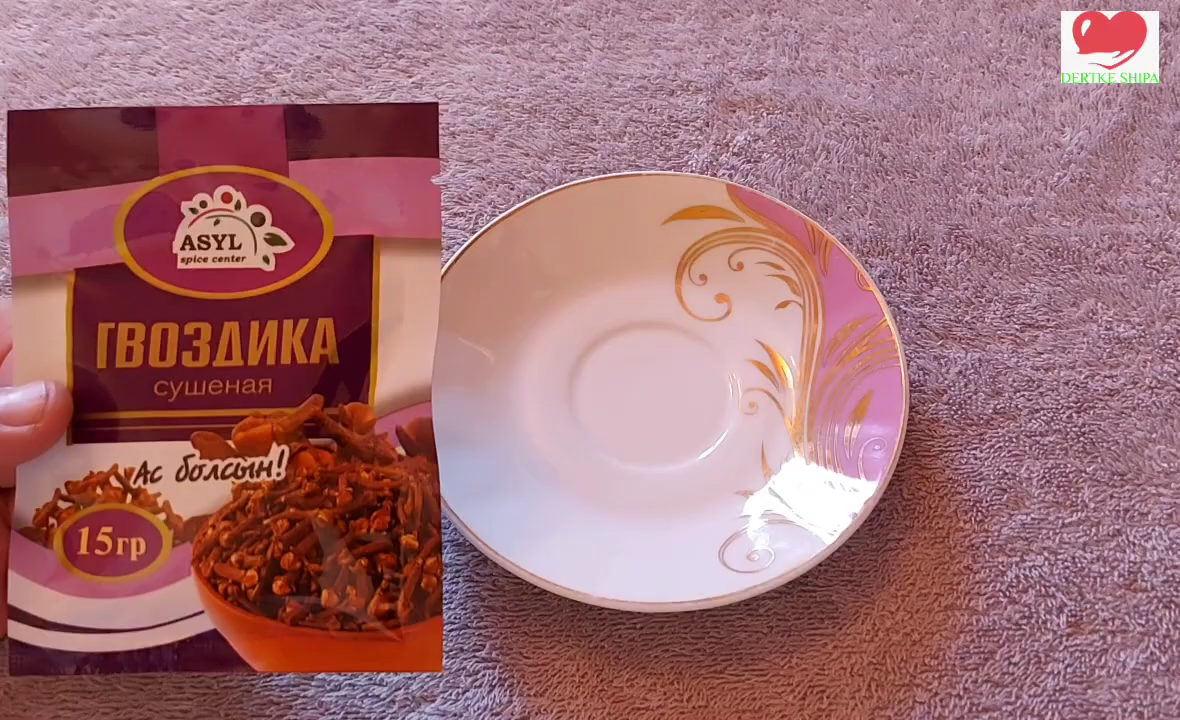 DERTKE SHIPA
ASYL
spice center
ГВОЗДИКА
сушеная
Ас болсын!
15гр